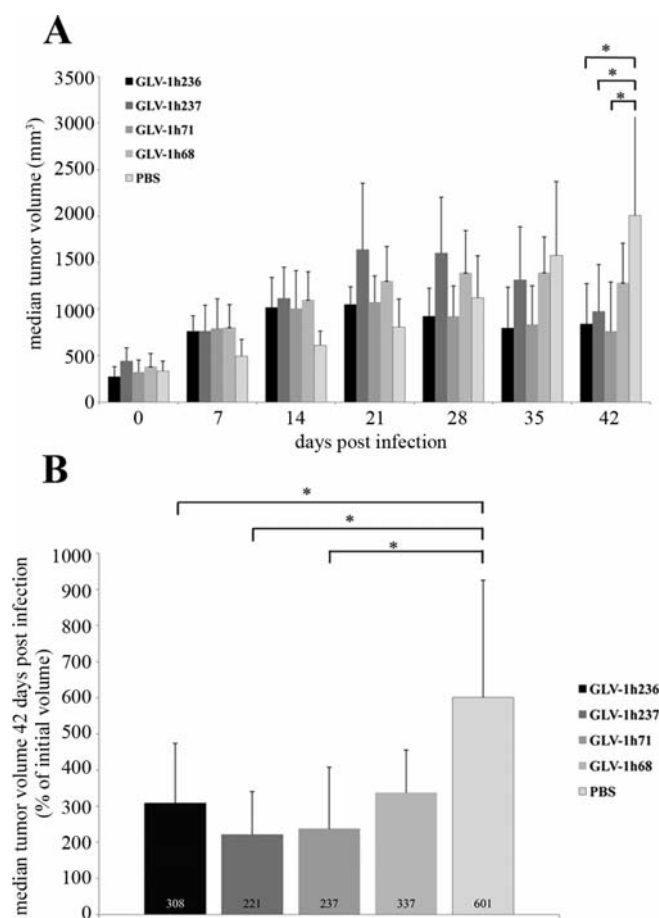 A
*
*
*
3500
3000
2500
2000
1500
1000
500
0
median tumor volume (mm³)
GLV-1h236
GLV-1h237
GLV-1h71
GLV-1h68
PBS
0 7 14 21 28 35 42
days post infection
B
*
*
*
1000
900
800
700
600
500
400
300
200
100
0
median tumor volume 42 days post infection
(% of initial volume)
308 221 237 337 601
GLV-1h236
GLV-1h237
GLV-1h71
GLV-1h68
PBS